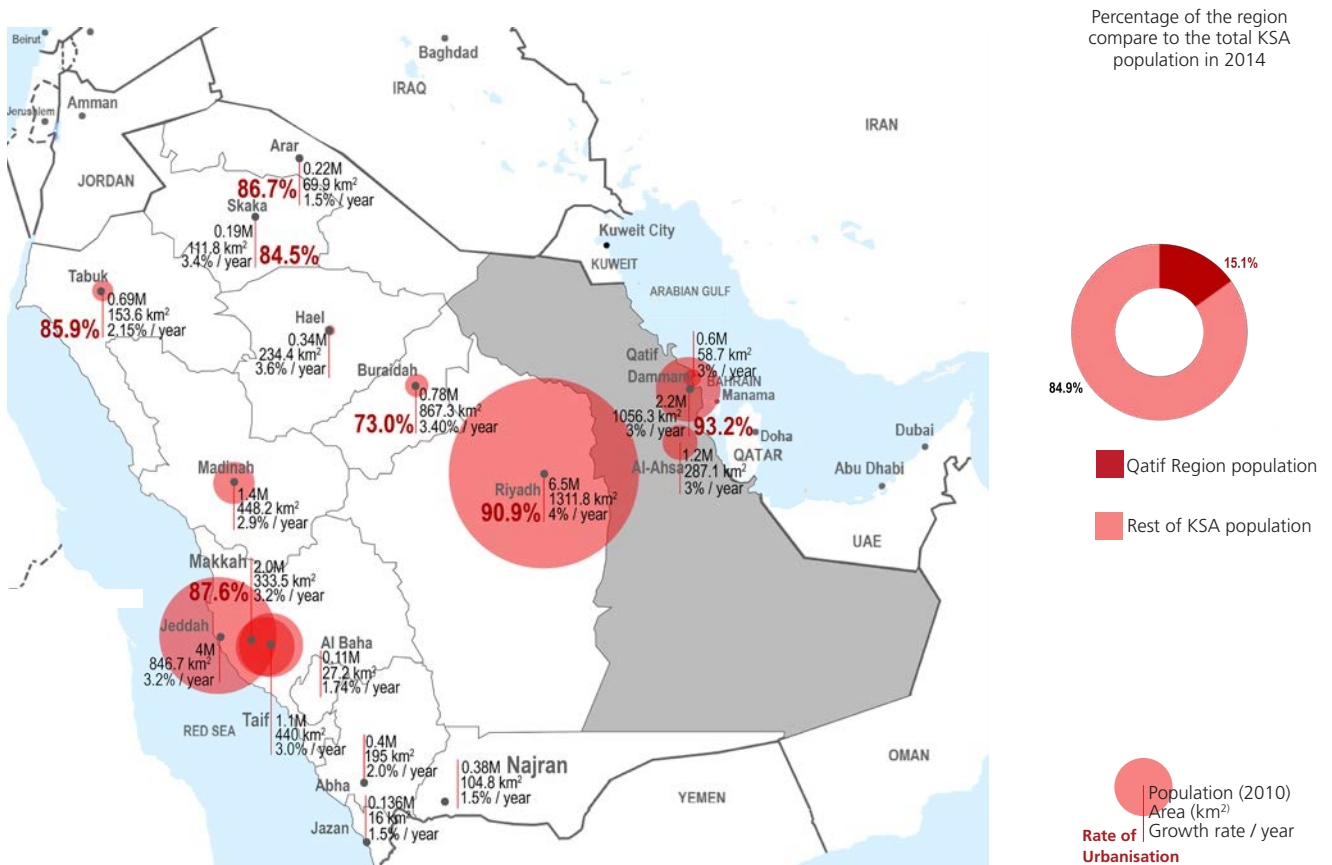 Beirut
Baghdad
IRAQ
Amman
Jerusalem
JORDAN
IRAN
Arar
0.22M
69.9 km²
1.5% / year
86.7%
Skaka
0.19M
411.8 km²
3.4% / year
84.5%
Kuweit City
KUWEIT
ARABIAN GULF
Tabuk
0.69M
153.6 km²
2.15% / year
85.9%
Hael
0.34M
234.4 km²
3.6% / year
Buraidah
0.78M
867.3 km²
3.40% / year
73.0%
0.6M
58.7 km²
3% / year
Qatif
Dammam
BAHRAIN
Manama
2.2M
1056.3 km²
3% / year
93.2%
Doha
QATAR
Dubai
Abu Dhabi
UAE
Al-Ahsa
1.2M
287.1 km²
3% / year
Madinah
1.4M
448.2 km²
2.9% / year
Riyadh
90.9%
6.5M
1311.8 km²
4% / year
Makkah
2.0M
333.5 km²
3.2% / year
87.6%
Jeddah
4M
846.7 km²
3.2% / year
Al Baha
0.11M
27.2 km²
1.74% / year
RED SEA
Taif
1.1M
440 km²
3.0% / year
0.4M
195 km²
2.0% / year
Abha
0.136M
16 km²
1.5% / year
Jazan
0.38M
104.8 km²
1.5% / year
Najran
YEMEN
OMAN
Percentage of the region
compare to the total KSA
population in 2014
15.1%
84.9%
Qatif Region population
Rest of KSA population
Population (2010)
Area (km²)
Growth rate / year
Rate of
Urbanisation